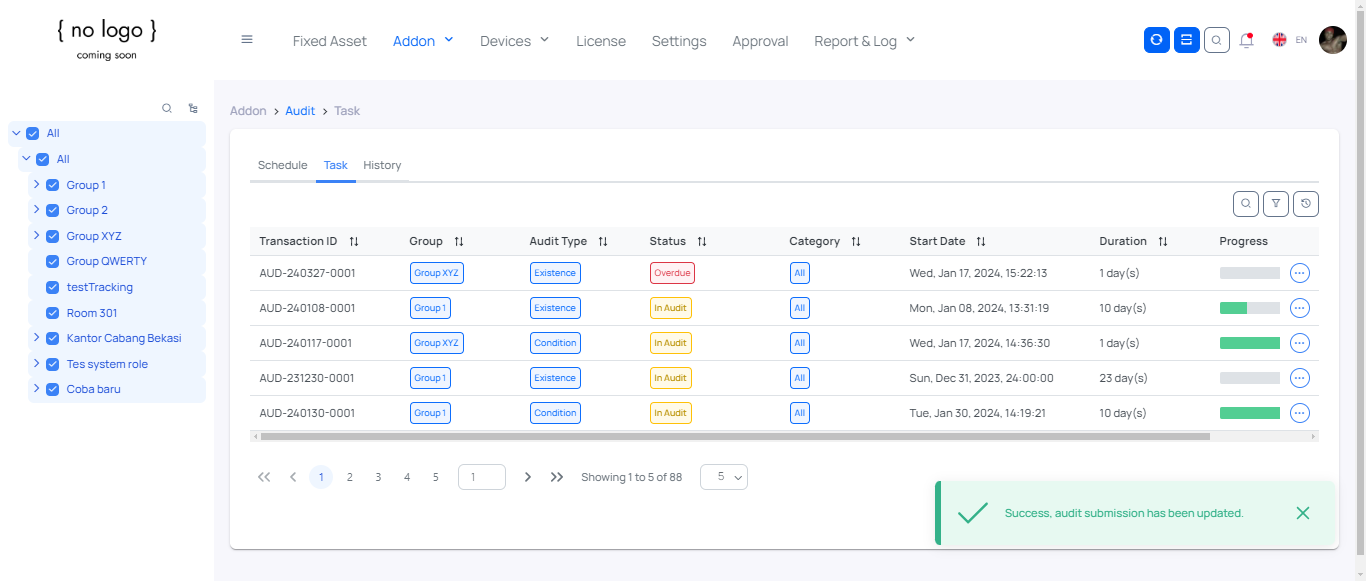 { no logo }
coming soon
Fixed Asset Addon Devices License Settings Approval Report & Log EN
All
All
Group 1
Group 2
Group XYZ
Group QWERTY
testTracking
Room 301
Kantor Cabang Bekasi
Tes system role
Coba baru
Addon > Audit > Task
Schedule Task History
Transaction ID Group Audit Type Status Category Start Date Duration Progress
AUD-240327-0001 Group XYZ Existence Overdue All Wed, Jan 17, 2024, 15:22:13 1 day(s)
AUD-240108-0001 Group 1 Existence In Audit All Mon, Jan 08, 2024, 13:31:19 10 day(s)
AUD-240117-0001 Group XYZ Condition In Audit All Wed, Jan 17, 2024, 14:36:30 1 day(s)
AUD-231230-0001 Group 1 Existence In Audit All Sun, Dec 31, 2023, 24:00:00 23 day(s)
AUD-240130-0001 Group 1 Condition In Audit All Tue, Jan 30, 2024, 14:19:21 10 day(s)
1 2 3 4 5 1 Showing 1 to 5 of 88 5
Success, audit submission has been updated.